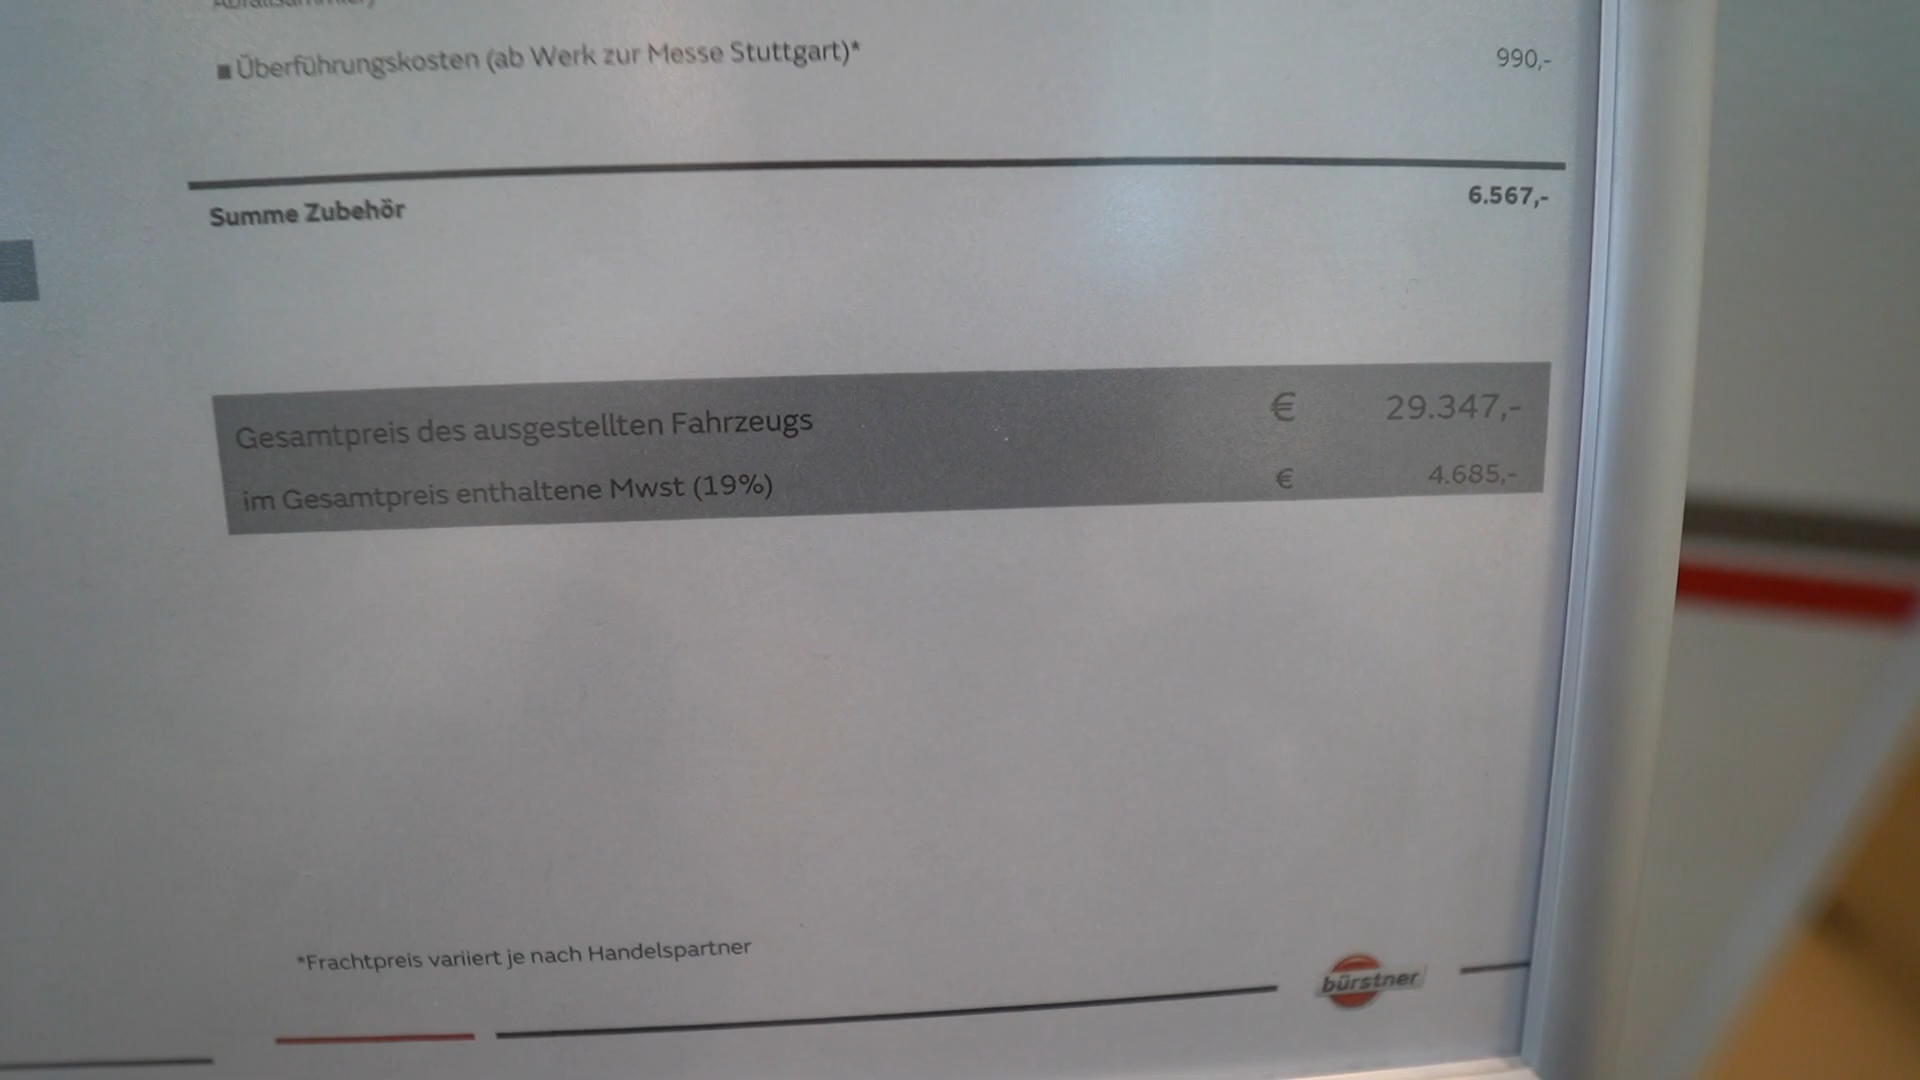 ■ Überführungskosten (ab Werk zur Messe Stuttgart)* 990,-
Summe Zubehör 6.567,-
Gesamtpreis des ausgestellten Fahrzeugs € 29.347,-
im Gesamtpreis enthaltene Mwst (19%) € 4.685,-
*Frachtpreis variiert je nach Handelspartner
bürstner